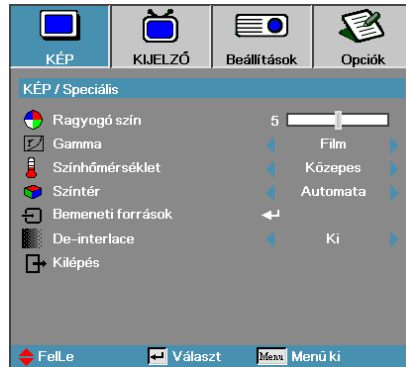 KÉP KIJELZŐ Beállítások Opciók
KÉP / Speciális
Ragyogó szín 5
Gamma Film
Színhőmérséklet Közepes
Színtér Automata
Bemeneti források
De-interlace Ki
Kilépés
FelLe Választ Menu Menü ki